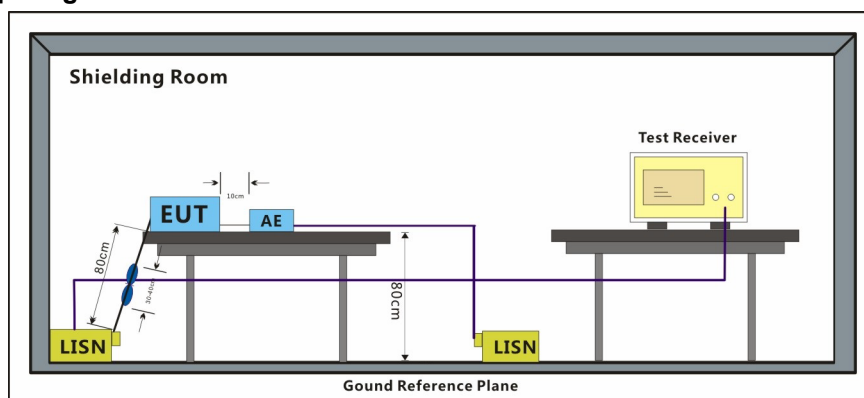 Shielding Room
Test Receiver
10cm
EUT
AE
80cm
30-40cm
80cm
LISN
LISN
Gound Reference Plane